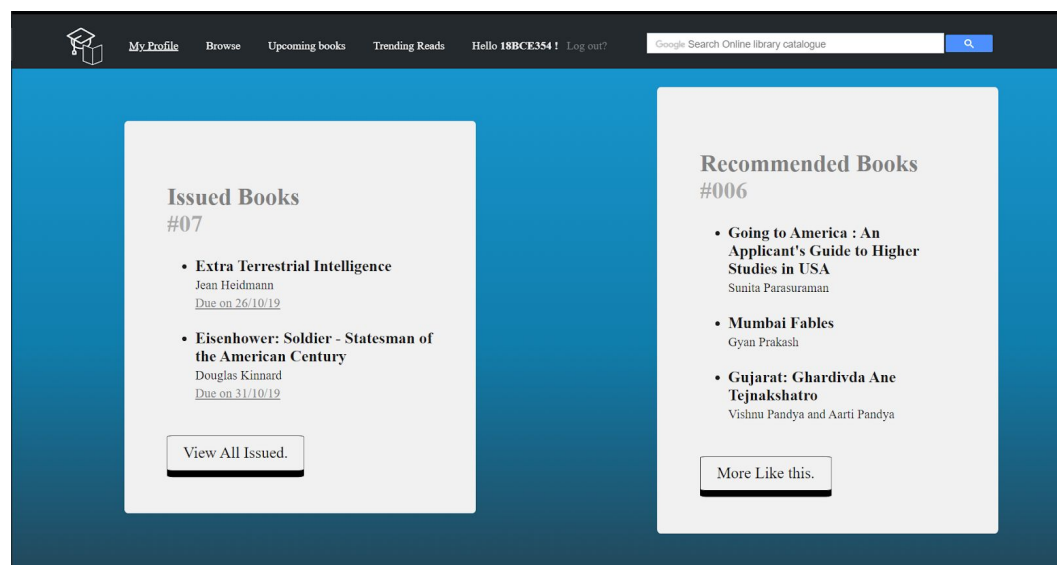 My Profile Browse Upcoming books Trending Reads Hello 18BCE354 ! Log out? Google Search Online library catalogue
Issued Books
#07
Extra Terrestrial Intelligence
Jean Heidmann
Due on 26/10/19
Eisenhower: Soldier - Statesman of
the American Century
Douglas Kinnard
Due on 31/10/19
View All Issued.
Recommended Books
#006
Going to America : An
Applicant's Guide to Higher
Studies in USA
Sunita Parasuraman
Mumbai Fables
Gyan Prakash
Gujarat: Ghardivda Ane
Tejnakshatro
Vishnu Pandya and Aarti Pandya
More Like this.